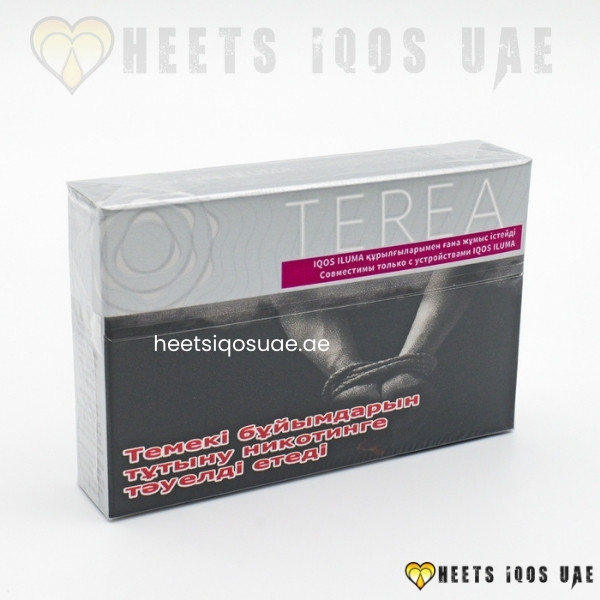 HEETS iQOS UAE
TEREA
IQOS ILUMA құрылғыларымен ғана жұмыс істейді
Совместимы только с устройствами IQOS ILUMA
heetsiqosuae.ae
Темекі бұйымдарын
тұтыну никотинге
тәуелді етеді
HEETS iQOS UAE